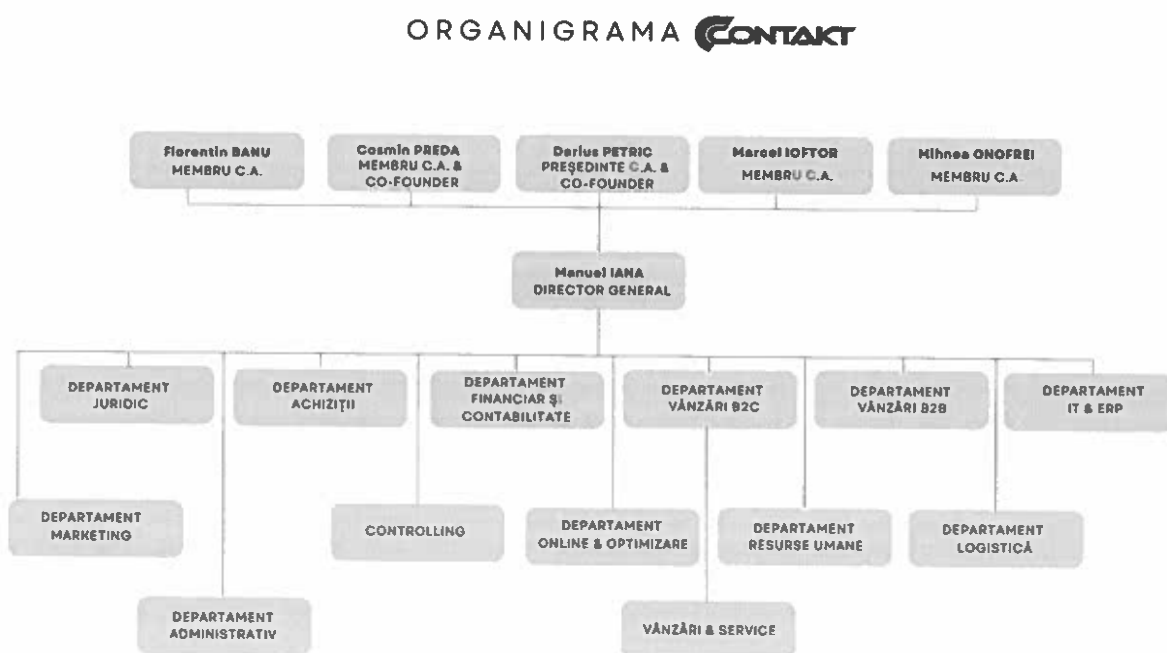 ORGANIGRAMA CONTAKT
Florentin BANU
MEMBRU C.A.
Cosmin PREDA
MEMBRU C.A. &
CO-FOUNDER
Darius PETRIC
PREȘEDINTE C.A. &
CO-FOUNDER
Marcel IOFTOR
MEMBRU C.A.
Mihnea ONOFREI
MEMBRU C.A.
Manuel IANA
DIRECTOR GENERAL
DEPARTAMENT
JURIDIC
DEPARTAMENT
ACHIZIȚII
DEPARTAMENT
FINANCIAR ȘI
CONTABILITATE
DEPARTAMENT
VÂNZĂRI B2C
DEPARTAMENT
VÂNZĂRI B2B
DEPARTAMENT
IT & ERP
DEPARTAMENT
MARKETING
CONTROLLING
DEPARTAMENT
ONLINE & OPTIMIZARE
DEPARTAMENT
RESURSE UMANE
DEPARTAMENT
LOGISTICĂ
DEPARTAMENT
ADMINISTRATIV
VÂNZĂRI & SERVICE